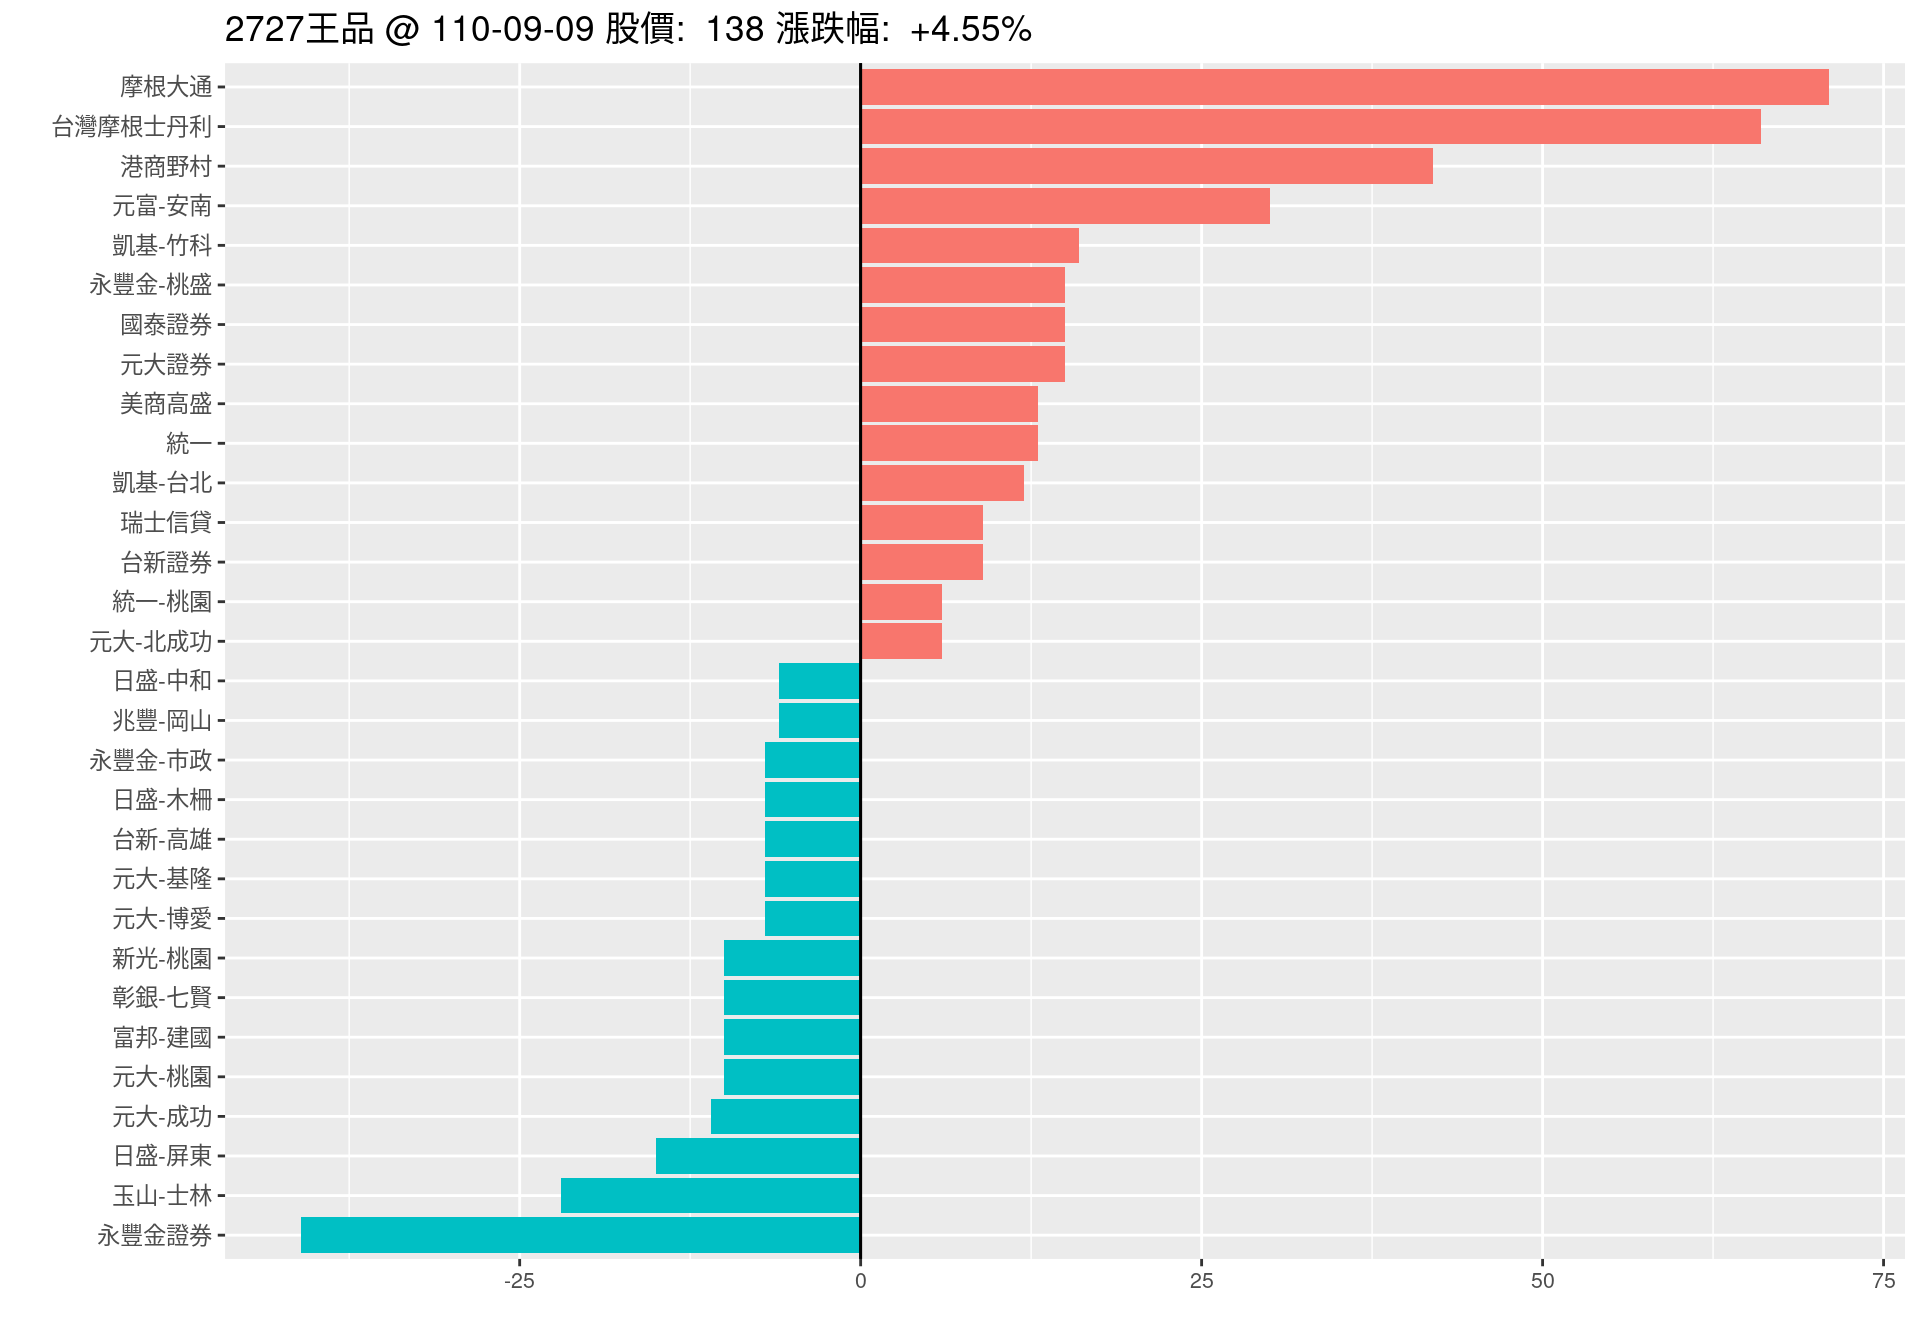 2727王品 @ 110-09-09 股價: 138 漲跌幅: +4.55%
摩根大通
台灣摩根士丹利
港商野村
元富-安南
凱基-竹科
永豐金-桃盛
國泰證券
元大證券
美商高盛
統一
凱基-台北
瑞士信貸
台新證券
統一-桃園
元大-北成功
日盛-中和
兆豐-岡山
永豐金-市政
日盛-木柵
台新-高雄
元大-基隆
元大-博愛
新光-桃園
彰銀-七賢
富邦-建國
元大-桃園
元大-成功
日盛-屏東
玉山-士林
永豐金證券
-25 0 25 50 75